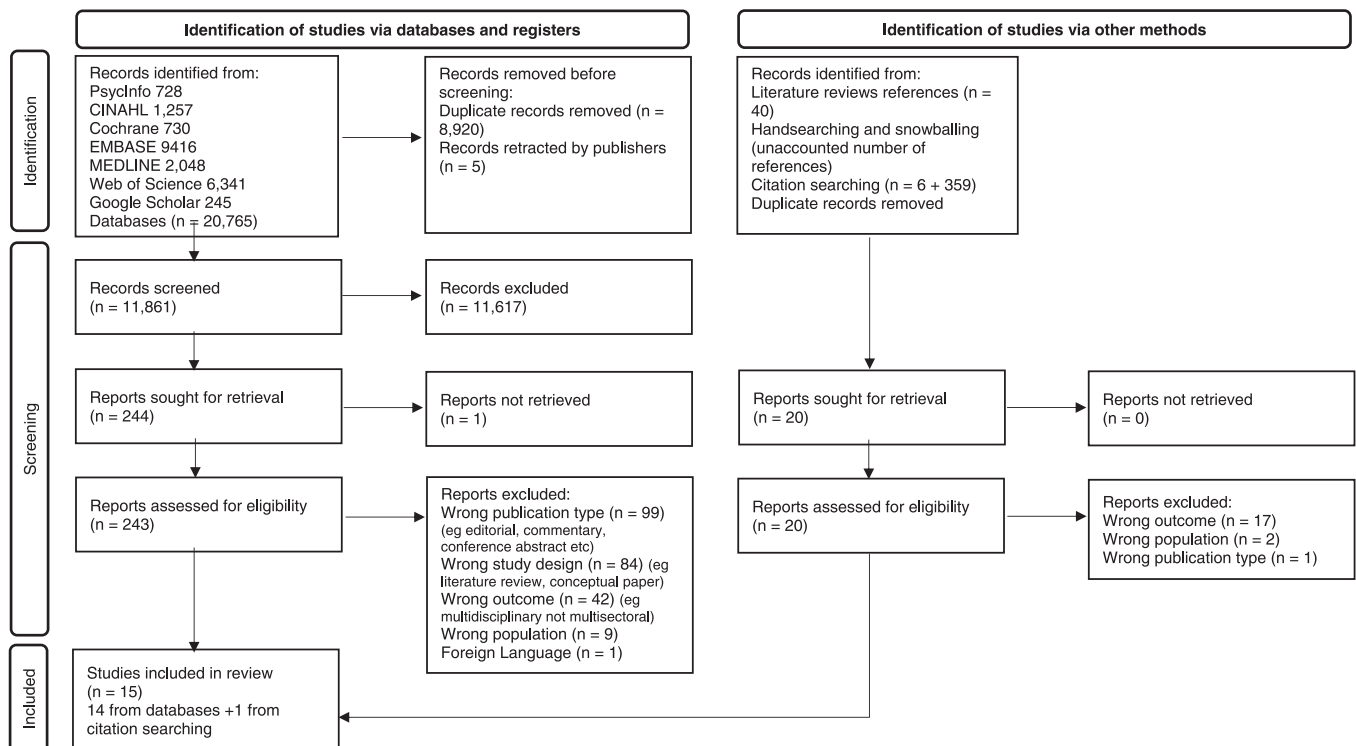 Identification of studies via databases and registers
Identification of studies via other methods
Identification
Records identified from:
PsycInfo 728
CINAHL 1,257
Cochrane 730
EMBASE 9416
MEDLINE 2,048
Web of Science 6,341
Google Scholar 245
Databases (n = 20,765)
Records removed before
screening:
Duplicate records removed (n =
8,920)
Records retracted by publishers
(n = 5)
Records identified from:
Literature reviews references (n =
40)
Handsearching and snowballing
(unaccounted number of
references)
Citation searching (n = 6 + 359)
Duplicate records removed
Screening
Records screened
(n = 11,861)
Records excluded
(n = 11,617)
Reports sought for retrieval
(n = 244)
Reports not retrieved
(n = 1)
Reports sought for retrieval
(n = 20)
Reports not retrieved
(n = 0)
Reports assessed for eligibility
(n = 243)
Reports excluded:
Wrong publication type (n = 99)
(eg editorial, commentary,
conference abstract etc)
Wrong study design (n = 84) (eg
literature review, conceptual paper)
Wrong outcome (n = 42) (eg
multidisciplinary not multisectoral)
Wrong population (n = 9)
Foreign Language (n = 1)
Reports assessed for eligibility
(n = 20)
Reports excluded:
Wrong outcome (n = 17)
Wrong population (n = 2)
Wrong publication type (n = 1)
Included
Studies included in review
(n = 15)
14 from databases +1 from
citation searching